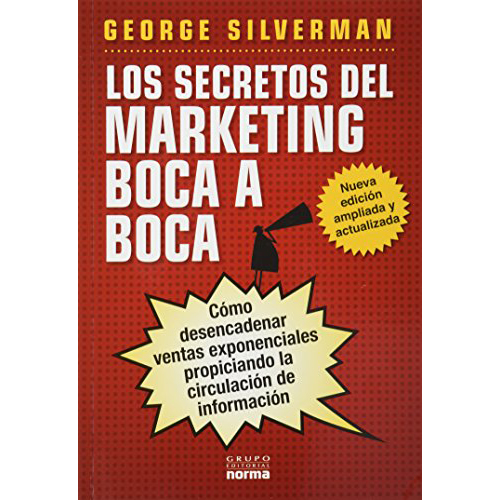 GEORGE SILVERMAN
LOS SECRETOS DEL
MARKETING
BOCA A
BOCA
Nueva
edición
ampliada y
actualizada
Cómo
desencadenar
ventas exponenciales
propiciando la
circulación de
información
GRUPO
EDITORIAL
norma